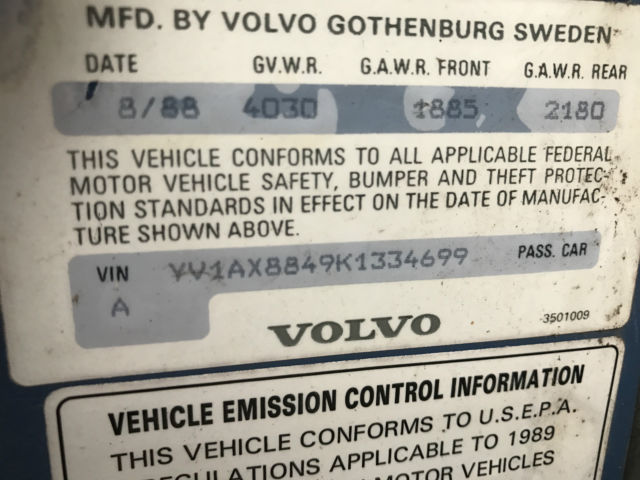 MFD. BY VOLVO GOTHENBURG SWEDEN
DATE GV.W.R. G.A.W.R. FRONT G.A.W.R. REAR
8/88 4030 1885 2180
THIS VEHICLE CONFORMS TO ALL APPLICABLE FEDERAL
MOTOR VEHICLE SAFETY, BUMPER AND THEFT PROTEC-
TION STANDARDS IN EFFECT ON THE DATE OF MANUFAC-
TURE SHOWN ABOVE.
VIN YV1AX8849K1334699 PASS. CAR
A
VOLVO 3501009
VEHICLE EMISSION CONTROL INFORMATION
THIS VEHICLE CONFORMS TO U.S.E.P.A.
REGULATIONS APPLICABLE TO 1989
MOTOR VEHICLES